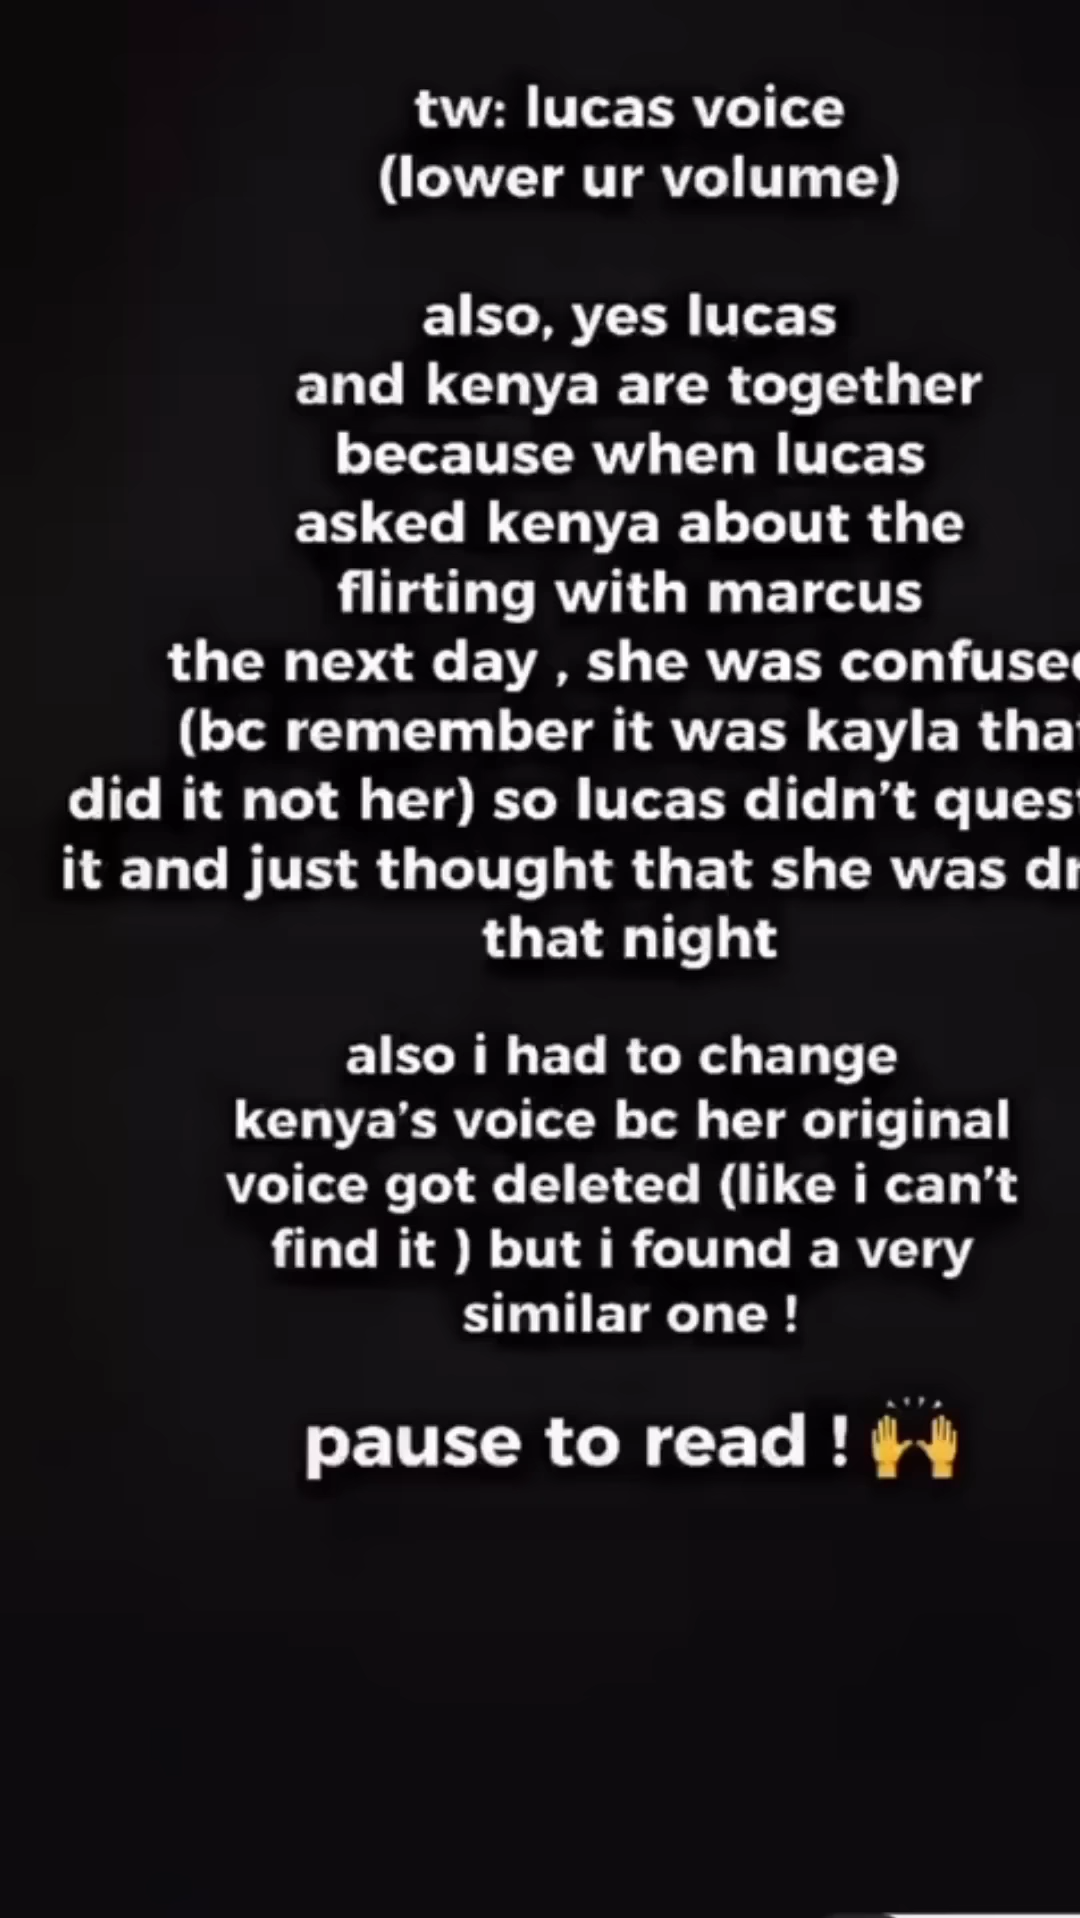 tw: lucas voice
(lower ur volume)
also, yes lucas
and kenya are together
because when lucas
asked kenya about the
flirting with marcus
the next day , she was confused
(bc remember it was kayla that
did it not her) so lucas didn’t
it and just thought that she was
that night
also i had to change
kenya’s voice bc her original
voice got deleted (like i can’t
find it ) but i found a very
similar one !
pause to read ! 🙌